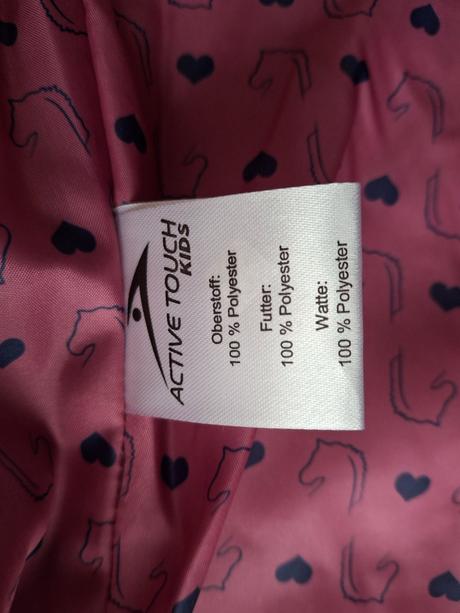 ACTIVE TOUCH
KIDS
Oberstoff:
100 % Polyester
Futter:
100 % Polyester
Watte:
100 % Polyester